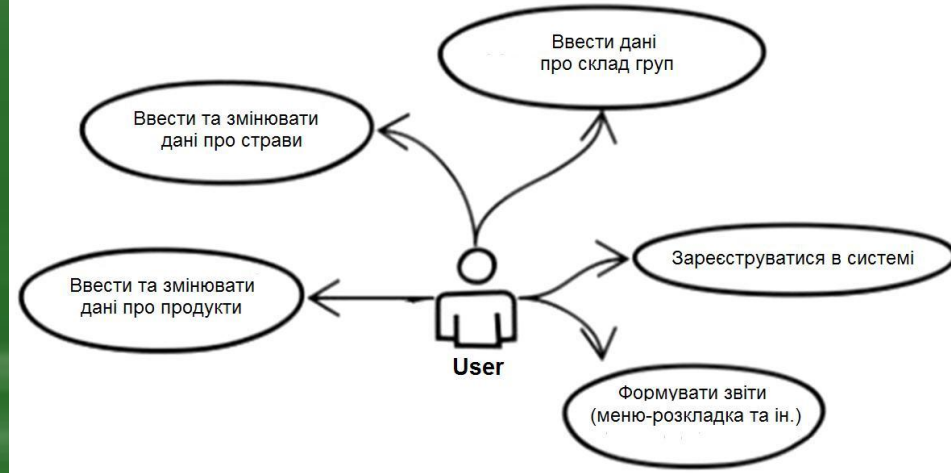 Ввести дані
про склад груп
Ввести та змінювати
дані про страви
Зареєструватися в системі
Ввести та змінювати
дані про продукти
User
Формувати звіти
(меню-розкладка та ін.)